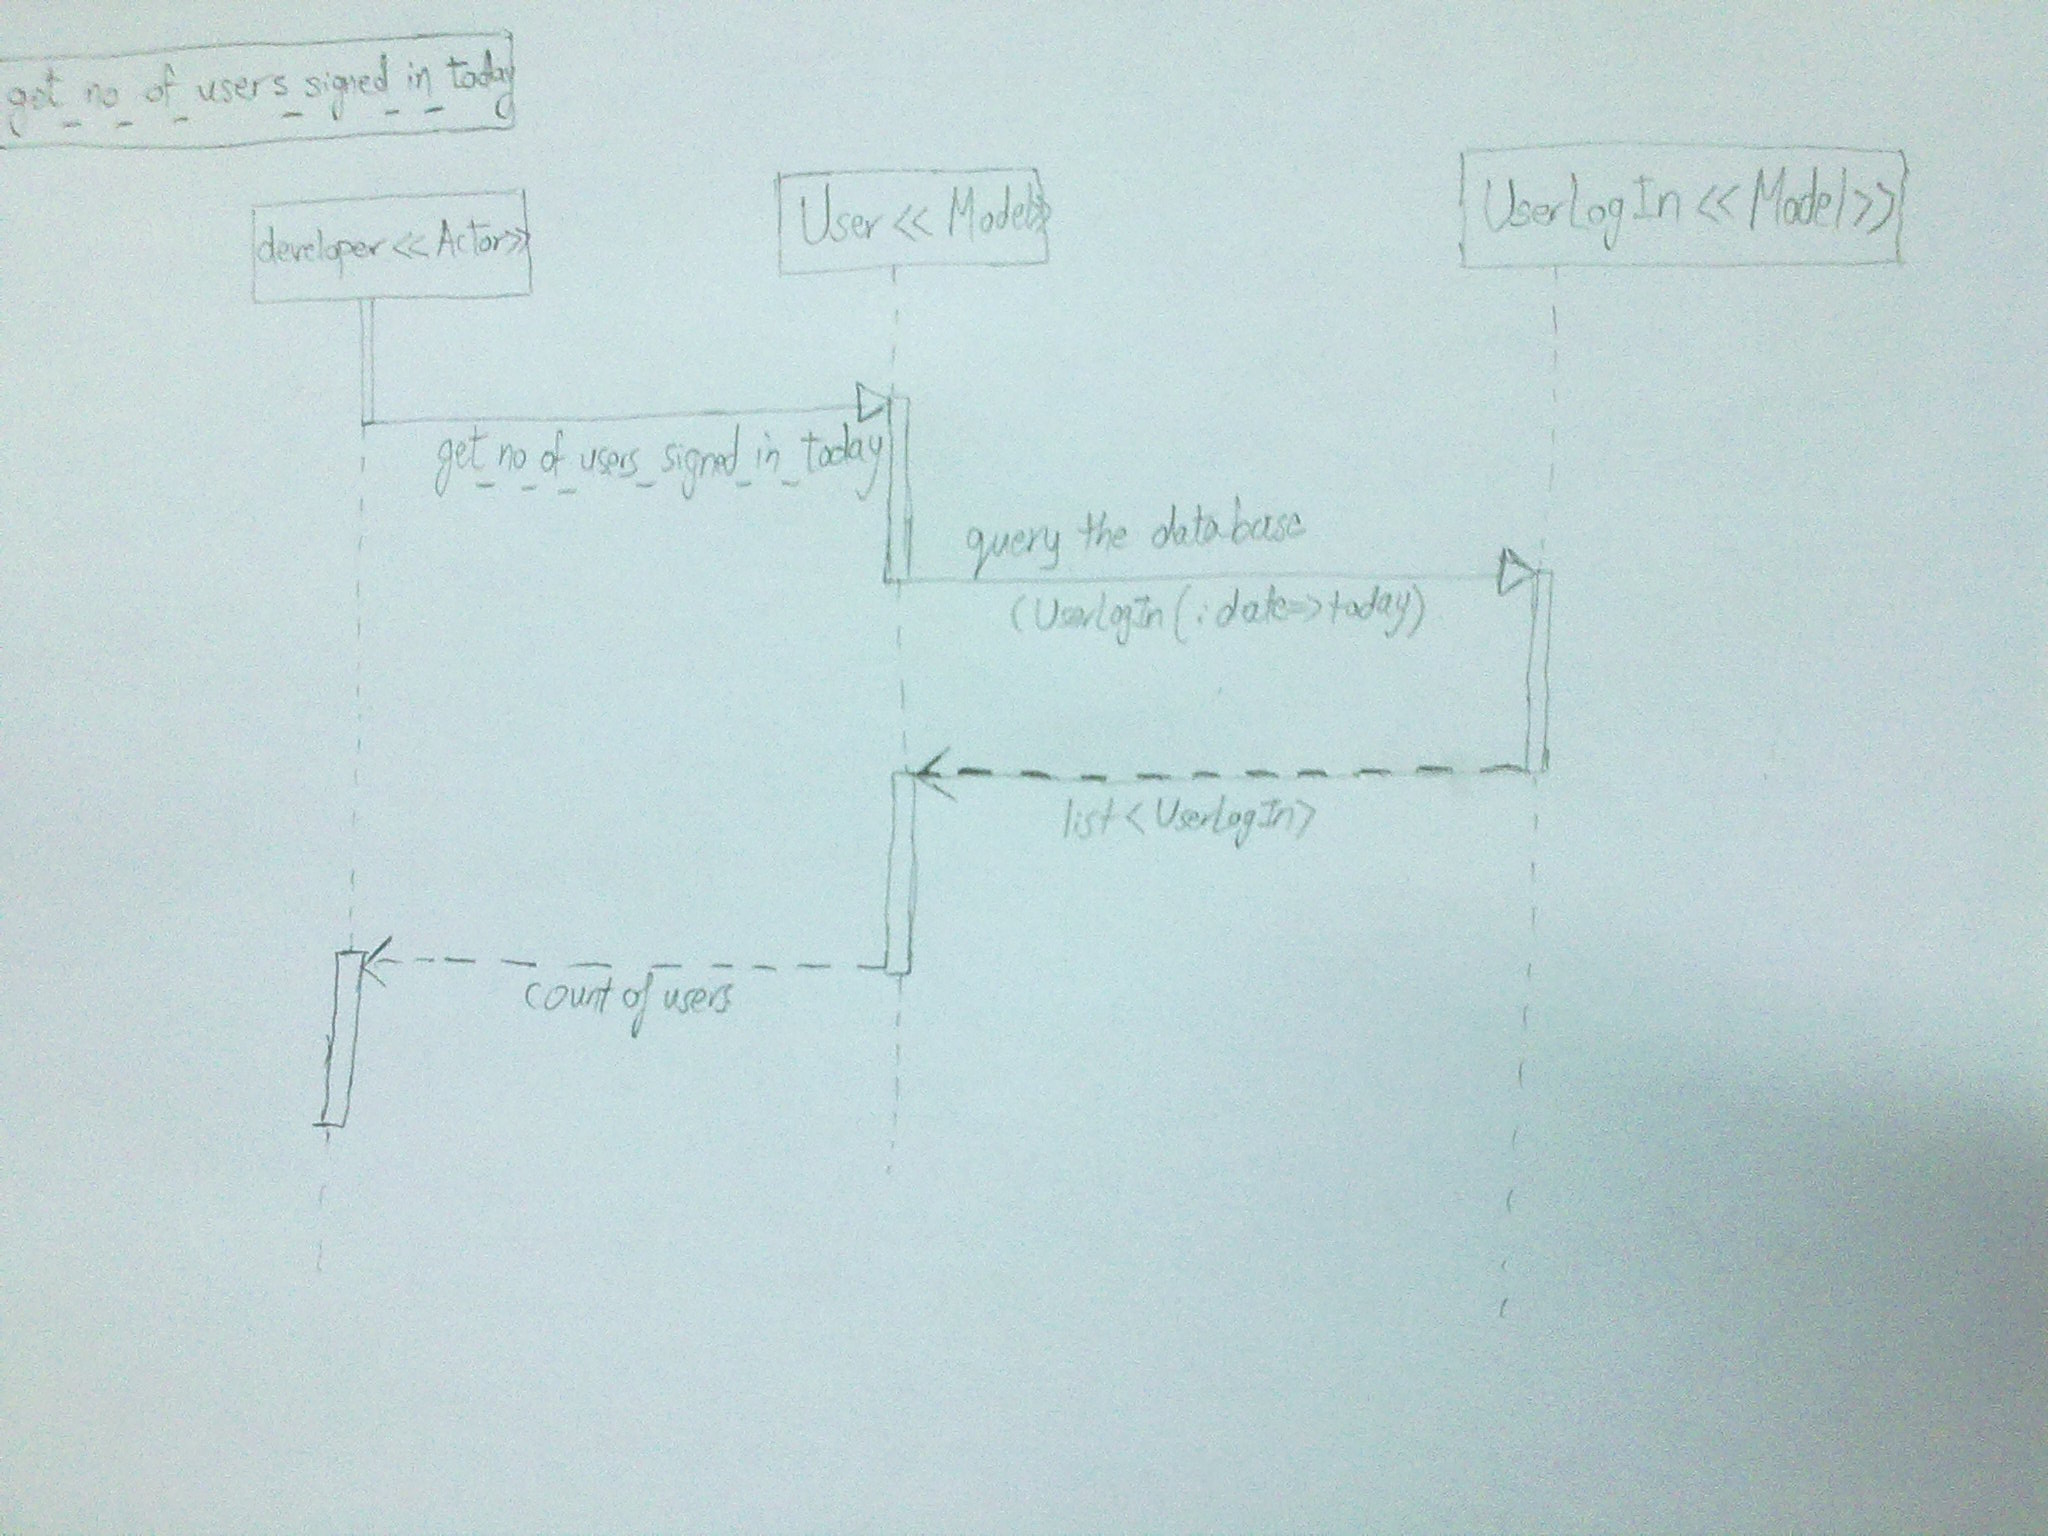 get_no_of_users_signed_in_today
developer<<Actor>>
User<<Model>>
UserLogIn<<Model>>
get_no_of_users_signed_in_today
query the database
(UserLogIn(:date=>today)
list<UserLogIn>
count of users